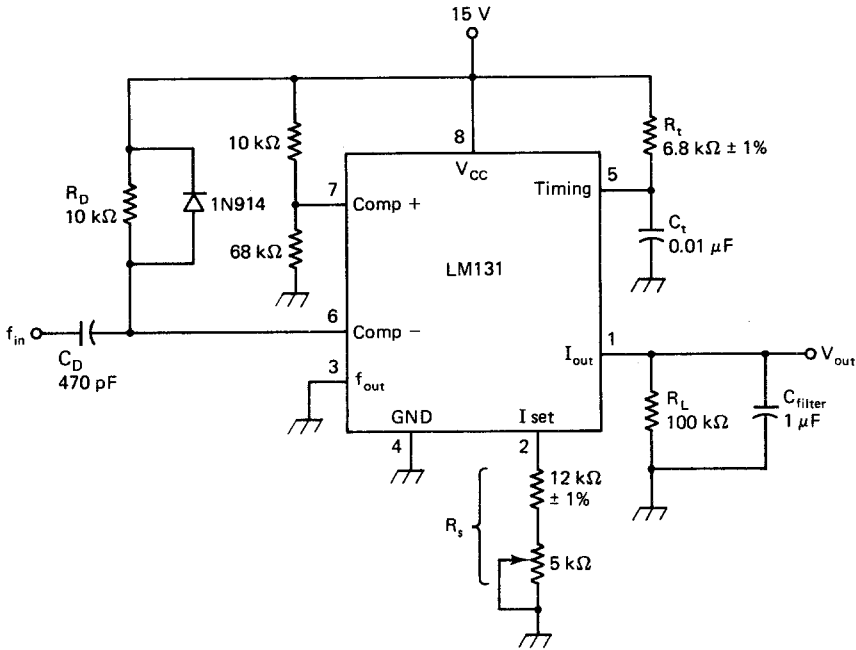 15 V
8
V_CC
10 kΩ
R_t
6.8 kΩ ± 1%
R_D
10 kΩ
1N914
7
Comp +
Timing
5
68 kΩ
C_t
0.01 μF
LM131
f_in
C_D
470 pF
6
Comp −
3
f_out
1
I_out
V_out
R_L
100 kΩ
C_filter
1 μF
GND
4
I set
2
12 kΩ
± 1%
R_s
5 kΩ